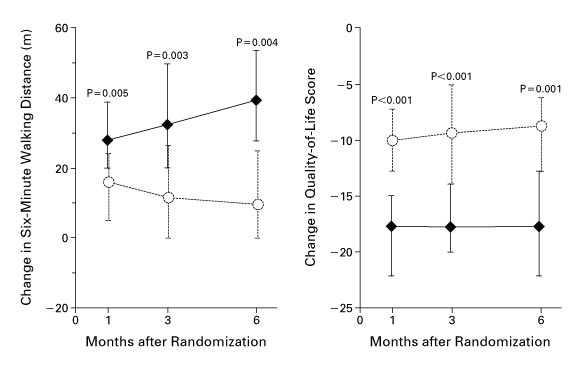 Change in Six-Minute Walking Distance (m)
60
40
20
0
−20
P=0.005
P=0.003
P=0.004
0 1 3 6
Months after Randomization
Change in Quality-of-Life Score
0
−5
−10
−15
−20
−25
P<0.001
P<0.001
P=0.001
0 1 3 6
Months after Randomization